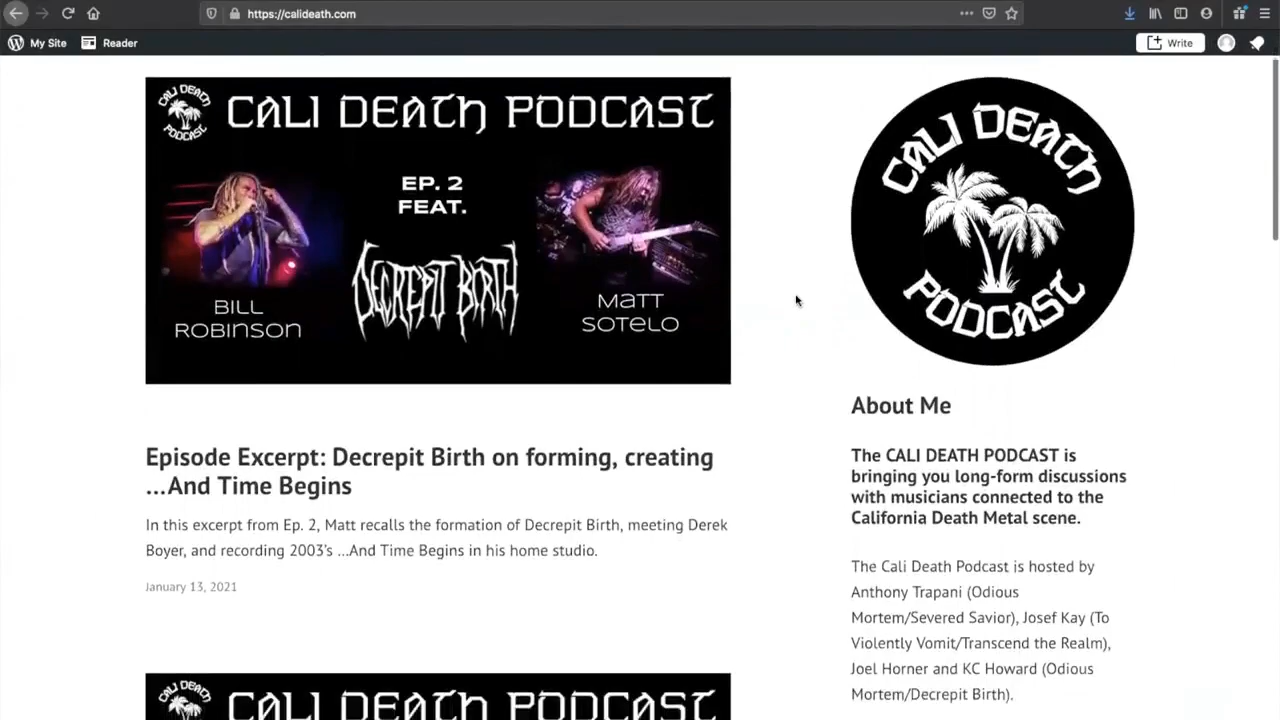 https://calideath.com
My Site
Reader
Write
CALI DEATH PODCAST
CALI DEATH PODCAST
EP. 2
FEAT.
DECREPIT BIRTH
BILL
ROBINSON
MATT
SOTELO
Episode Excerpt: Decrepit Birth on forming, creating
...And Time Begins
In this excerpt from Ep. 2, Matt recalls the formation of Decrepit Birth, meeting Derek
Boyer, and recording 2003's ...And Time Begins in his home studio.
January 13, 2021
CALI DEATH
CALI DEATH PODCAST
CALI DEATH
PODCAST
About Me
The CALI DEATH PODCAST is
bringing you long-form discussions
with musicians connected to the
California Death Metal scene.
The Cali Death Podcast is hosted by
Anthony Trapani (Odious
Mortem/Severed Savior), Josef Kay (To
Violently Vomit/Transcend the Realm),
Joel Horner and KC Howard (Odious
Mortem/Decrepit Birth).